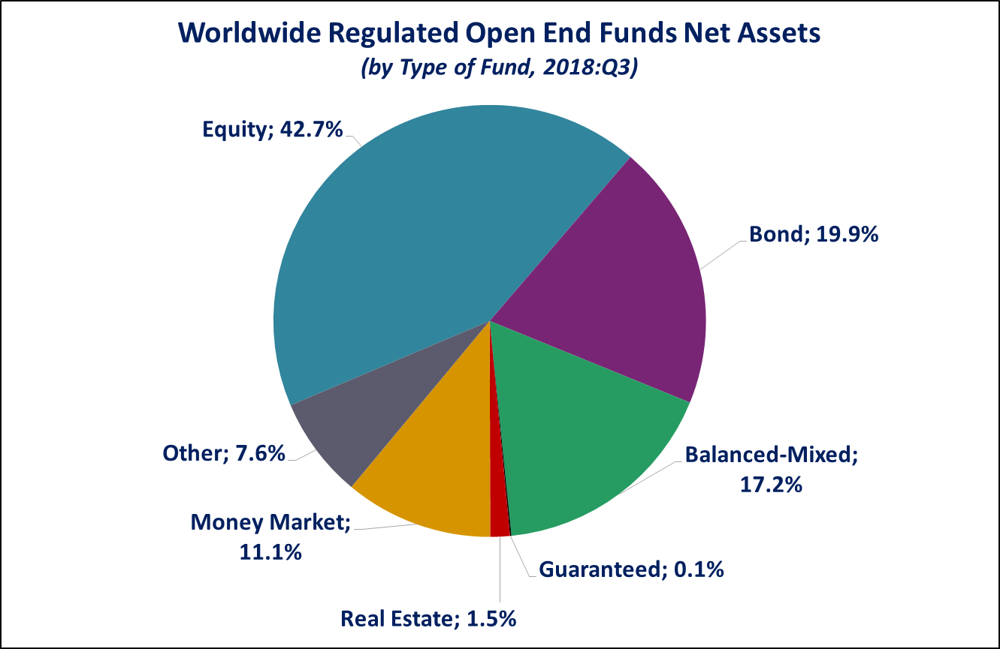 Worldwide Regulated Open End Funds Net Assets
(by Type of Fund, 2018:Q3)
Equity; 42.7%
Bond; 19.9%
Balanced-Mixed;
17.2%
Other; 7.6%
Money Market;
11.1%
Guaranteed; 0.1%
Real Estate; 1.5%